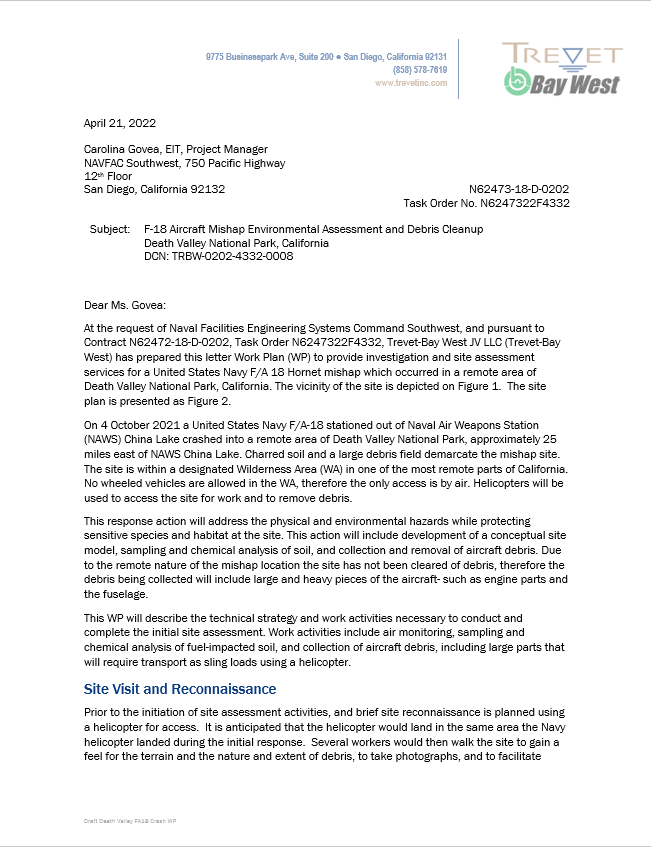 9775 Businesspark Ave, Suite 200 ● San Diego, California 92131
(858) 578-7619
www.trevetinc.com
TREVET
Bay West
April 21, 2022
Carolina Govea, EIT, Project Manager
NAVFAC Southwest, 750 Pacific Highway
12th Floor
San Diego, California 92132
N62473-18-D-0202
Task Order No. N6247322F4332
Subject: F-18 Aircraft Mishap Environmental Assessment and Debris Cleanup
Death Valley National Park, California
DCN: TRBW-0202-4332-0008
Dear Ms. Govea:
At the request of Naval Facilities Engineering Systems Command Southwest, and pursuant to
Contract N62472-18-D-0202, Task Order N6247322F4332, Trevet-Bay West JV LLC (Trevet-Bay
West) has prepared this letter Work Plan (WP) to provide investigation and site assessment
services for a United States Navy F/A 18 Hornet mishap which occurred in a remote area of
Death Valley National Park, California. The vicinity of the site is depicted on Figure 1. The site
plan is presented as Figure 2.
On 4 October 2021 a United States Navy F/A-18 stationed out of Naval Air Weapons Station
(NAWS) China Lake crashed into a remote area of Death Valley National Park, approximately 25
miles east of NAWS China Lake. Charred soil and a large debris field demarcate the mishap site.
The site is within a designated Wilderness Area (WA) in one of the most remote parts of California.
No wheeled vehicles are allowed in the WA, therefore the only access is by air. Helicopters will be
used to access the site for work and to remove debris.
This response action will address the physical and environmental hazards while protecting
sensitive species and habitat at the site. This action will include development of a conceptual site
model, sampling and chemical analysis of soil, and collection and removal of aircraft debris. Due
to the remote nature of the mishap location the site has not been cleared of debris, therefore the
debris being collected will include large and heavy pieces of the aircraft- such as engine parts and
the fuselage.
This WP will describe the technical strategy and work activities necessary to conduct and
complete the initial site assessment. Work activities include air monitoring, sampling and
chemical analysis of fuel-impacted soil, and collection of aircraft debris, including large parts that
will require transport as sling loads using a helicopter.
Site Visit and Reconnaissance
Prior to the initiation of site assessment activities, and brief site reconnaissance is planned using
a helicopter for access. It is anticipated that the helicopter would land in the same area the Navy
helicopter landed during the initial response. Several workers would then walk the site to gain a
feel for the terrain and the nature and extent of debris, to take photographs, and to facilitate
Draft Death Valley FA18 Crash WP